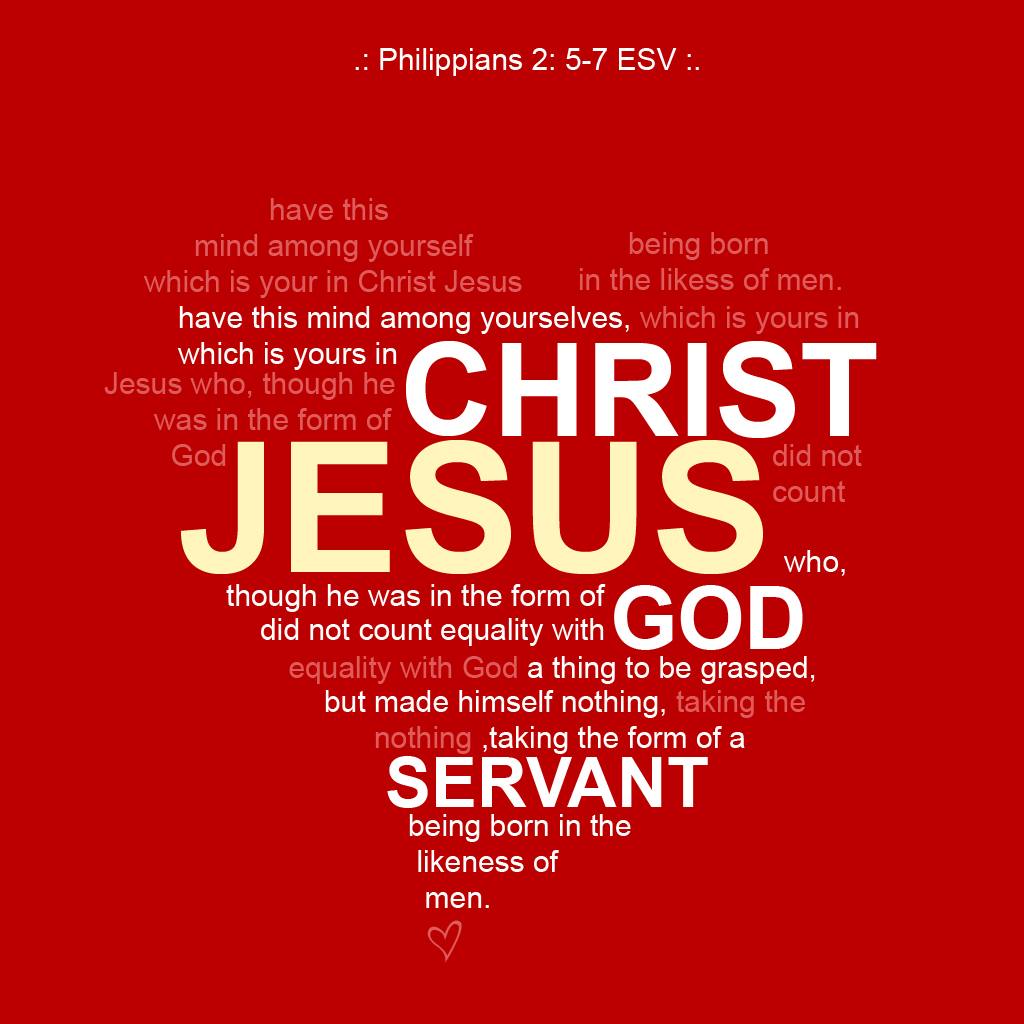 .: Philippians 2: 5-7 ESV :.
have this
mind among yourself
being born
which is your in Christ Jesus
in the likess of men.
have this mind among yourselves, which is yours in
which is yours in
CHRIST
Jesus who, though he
was in the form of
God
JESUS
did not
count
who,
though he was in the form of
GOD
did not count equality with
equality with God a thing to be grasped,
but made himself nothing, taking the
nothing ,taking the form of a
SERVANT
being born in the
likeness of
men.